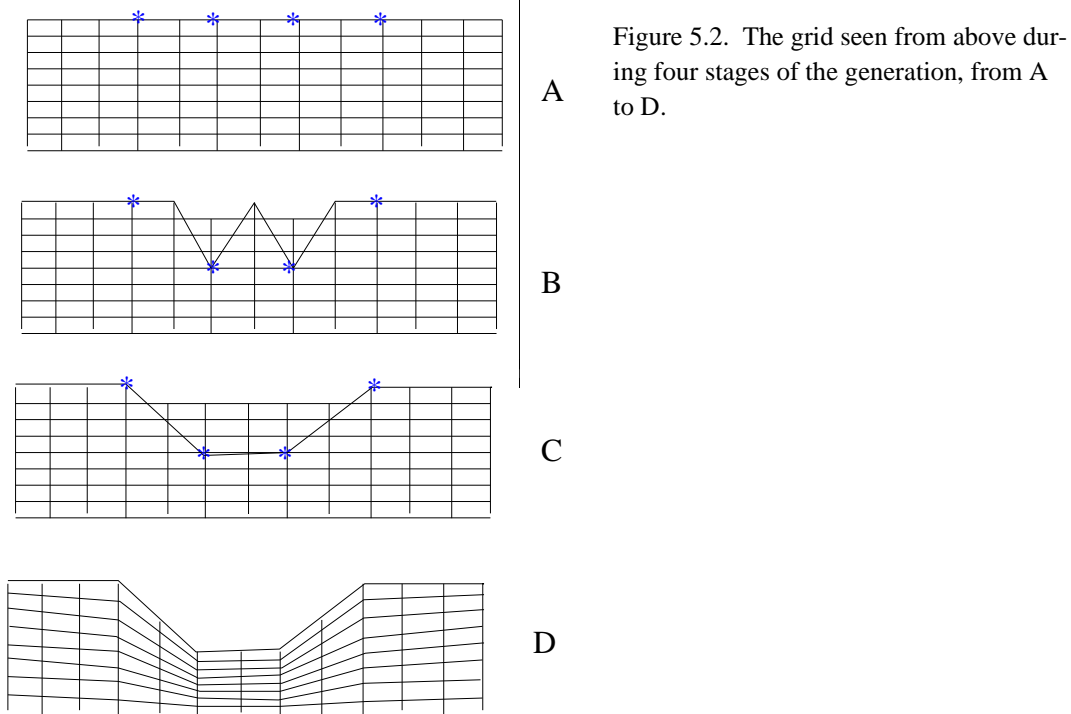 Figure 5.2. The grid seen from above dur-
ing four stages of the generation, from A
to D.
A
B
C
D